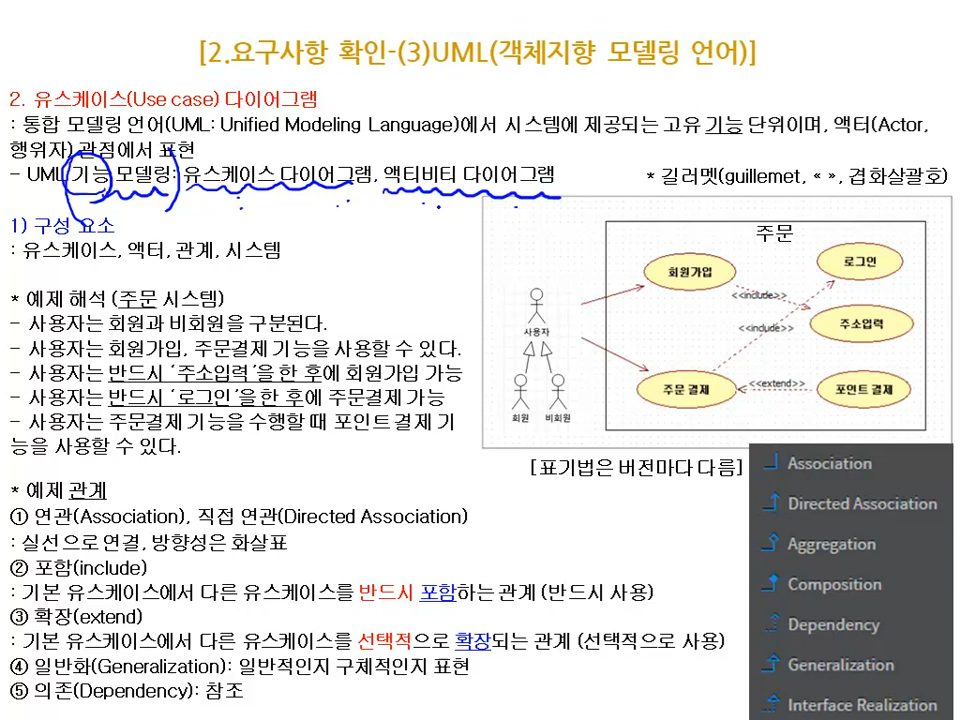 [2.요구사항 확인-(3)UML(객체지향 모델링 언어)]
2. 유스케이스(Use case) 다이어그램
: 통합 모델링 언어(UML: Unified Modeling Language)에서 시스템에 제공되는 고유 기능 단위이며, 액터(Actor,
행위자) 관점에서 표현
- UML 기능 모델링: 유스케이스 다이어그램, 액티비티 다이어그램
* 길러멧(guillemet, « », 겹화살괄호)
1) 구성 요소
: 유스케이스, 액터, 관계, 시스템
* 예제 해석 (주문 시스템)
- 사용자는 회원과 비회원을 구분된다.
- 사용자는 회원가입, 주문결제 기능을 사용할 수 있다.
- 사용자는 반드시 ‘주소입력’을 한 후에 회원가입 가능
- 사용자는 반드시 ‘로그인’을 한 후에 주문결제 가능
- 사용자는 주문결제 기능을 수행할 때 포인트결제 기
능을 사용할 수 있다.
주문
회원가입
로그인
<<include>>
사용자
주소입력
<<include>>
주문결제
<<extend>>
포인트결제
회원
비회원
[표기법은 버전마다 다름]
* 예제 관계
① 연관(Association), 직접 연관(Directed Association)
: 실선으로 연결, 방향성은 화살표
② 포함(include)
: 기본 유스케이스에서 다른 유스케이스를 반드시 포함하는 관계 (반드시 사용)
③ 확장(extend)
: 기본 유스케이스에서 다른 유스케이스를 선택적으로 확장되는 관계 (선택적으로 사용)
④ 일반화(Generalization): 일반적인지 구체적인지 표현
⑤ 의존(Dependency): 참조
Association
Directed Association
Aggregation
Composition
Dependency
Generalization
Interface Realization